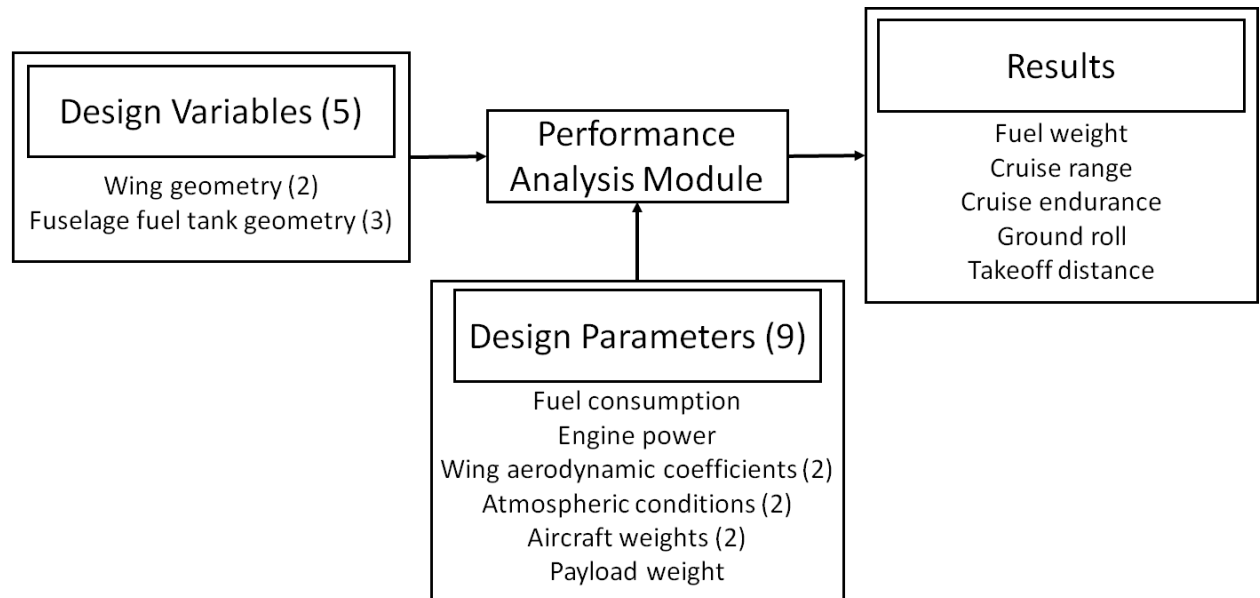 Design Variables (5)
Wing geometry (2)
Fuselage fuel tank geometry (3)
Performance
Analysis Module
Results
Fuel weight
Cruise range
Cruise endurance
Ground roll
Takeoff distance
Design Parameters (9)
Fuel consumption
Engine power
Wing aerodynamic coefficients (2)
Atmospheric conditions (2)
Aircraft weights (2)
Payload weight